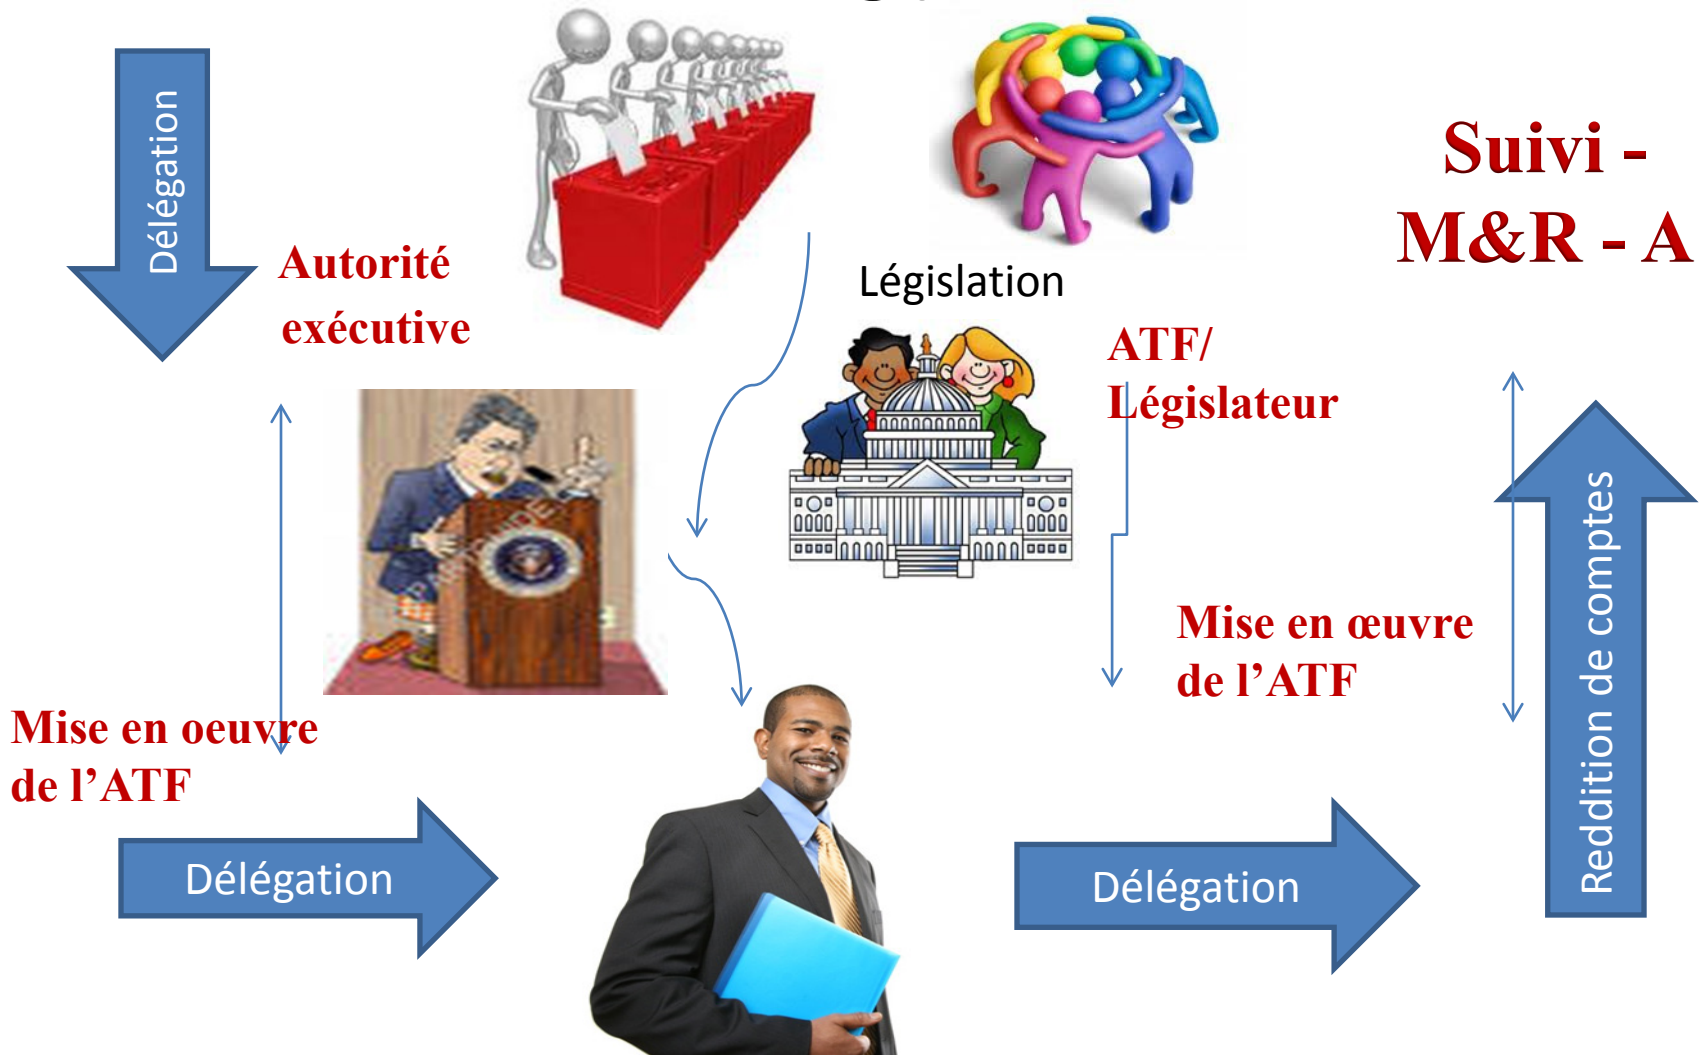 Délégation
Suivi -
M&R - A
Autorité
exécutive
Législation
ATF/
Législateur
Mise en œuvre
de l’ATF
Mise en oeuvre
de l’ATF
Délégation
Délégation
Reddition de comptes